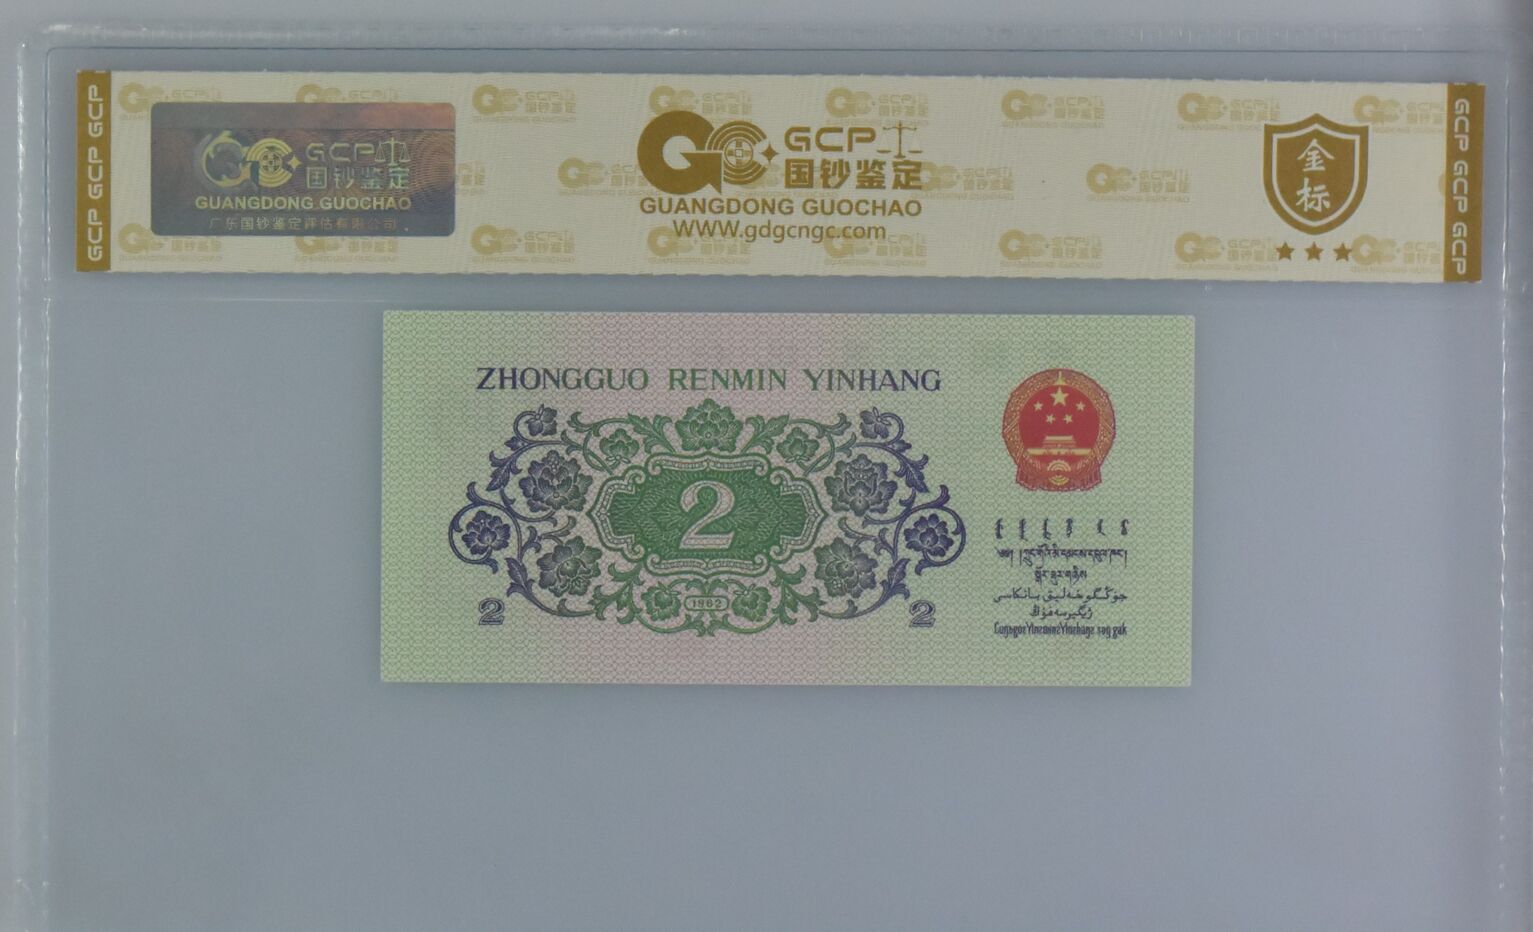 GCP GCP GCP
GCP
国钞鉴定
GUANGDONG GUOCHAO
广东国钞鉴定评估有限公司
GCP
国钞鉴定
GUANGDONG GUOCHAO
WWW.gdgcngc.com
金
标
GCP GCP GCP
ZHONGGUO RENMIN YINHANG
2
1962
2
2
جۇڭگوخەلىق بانكاسى